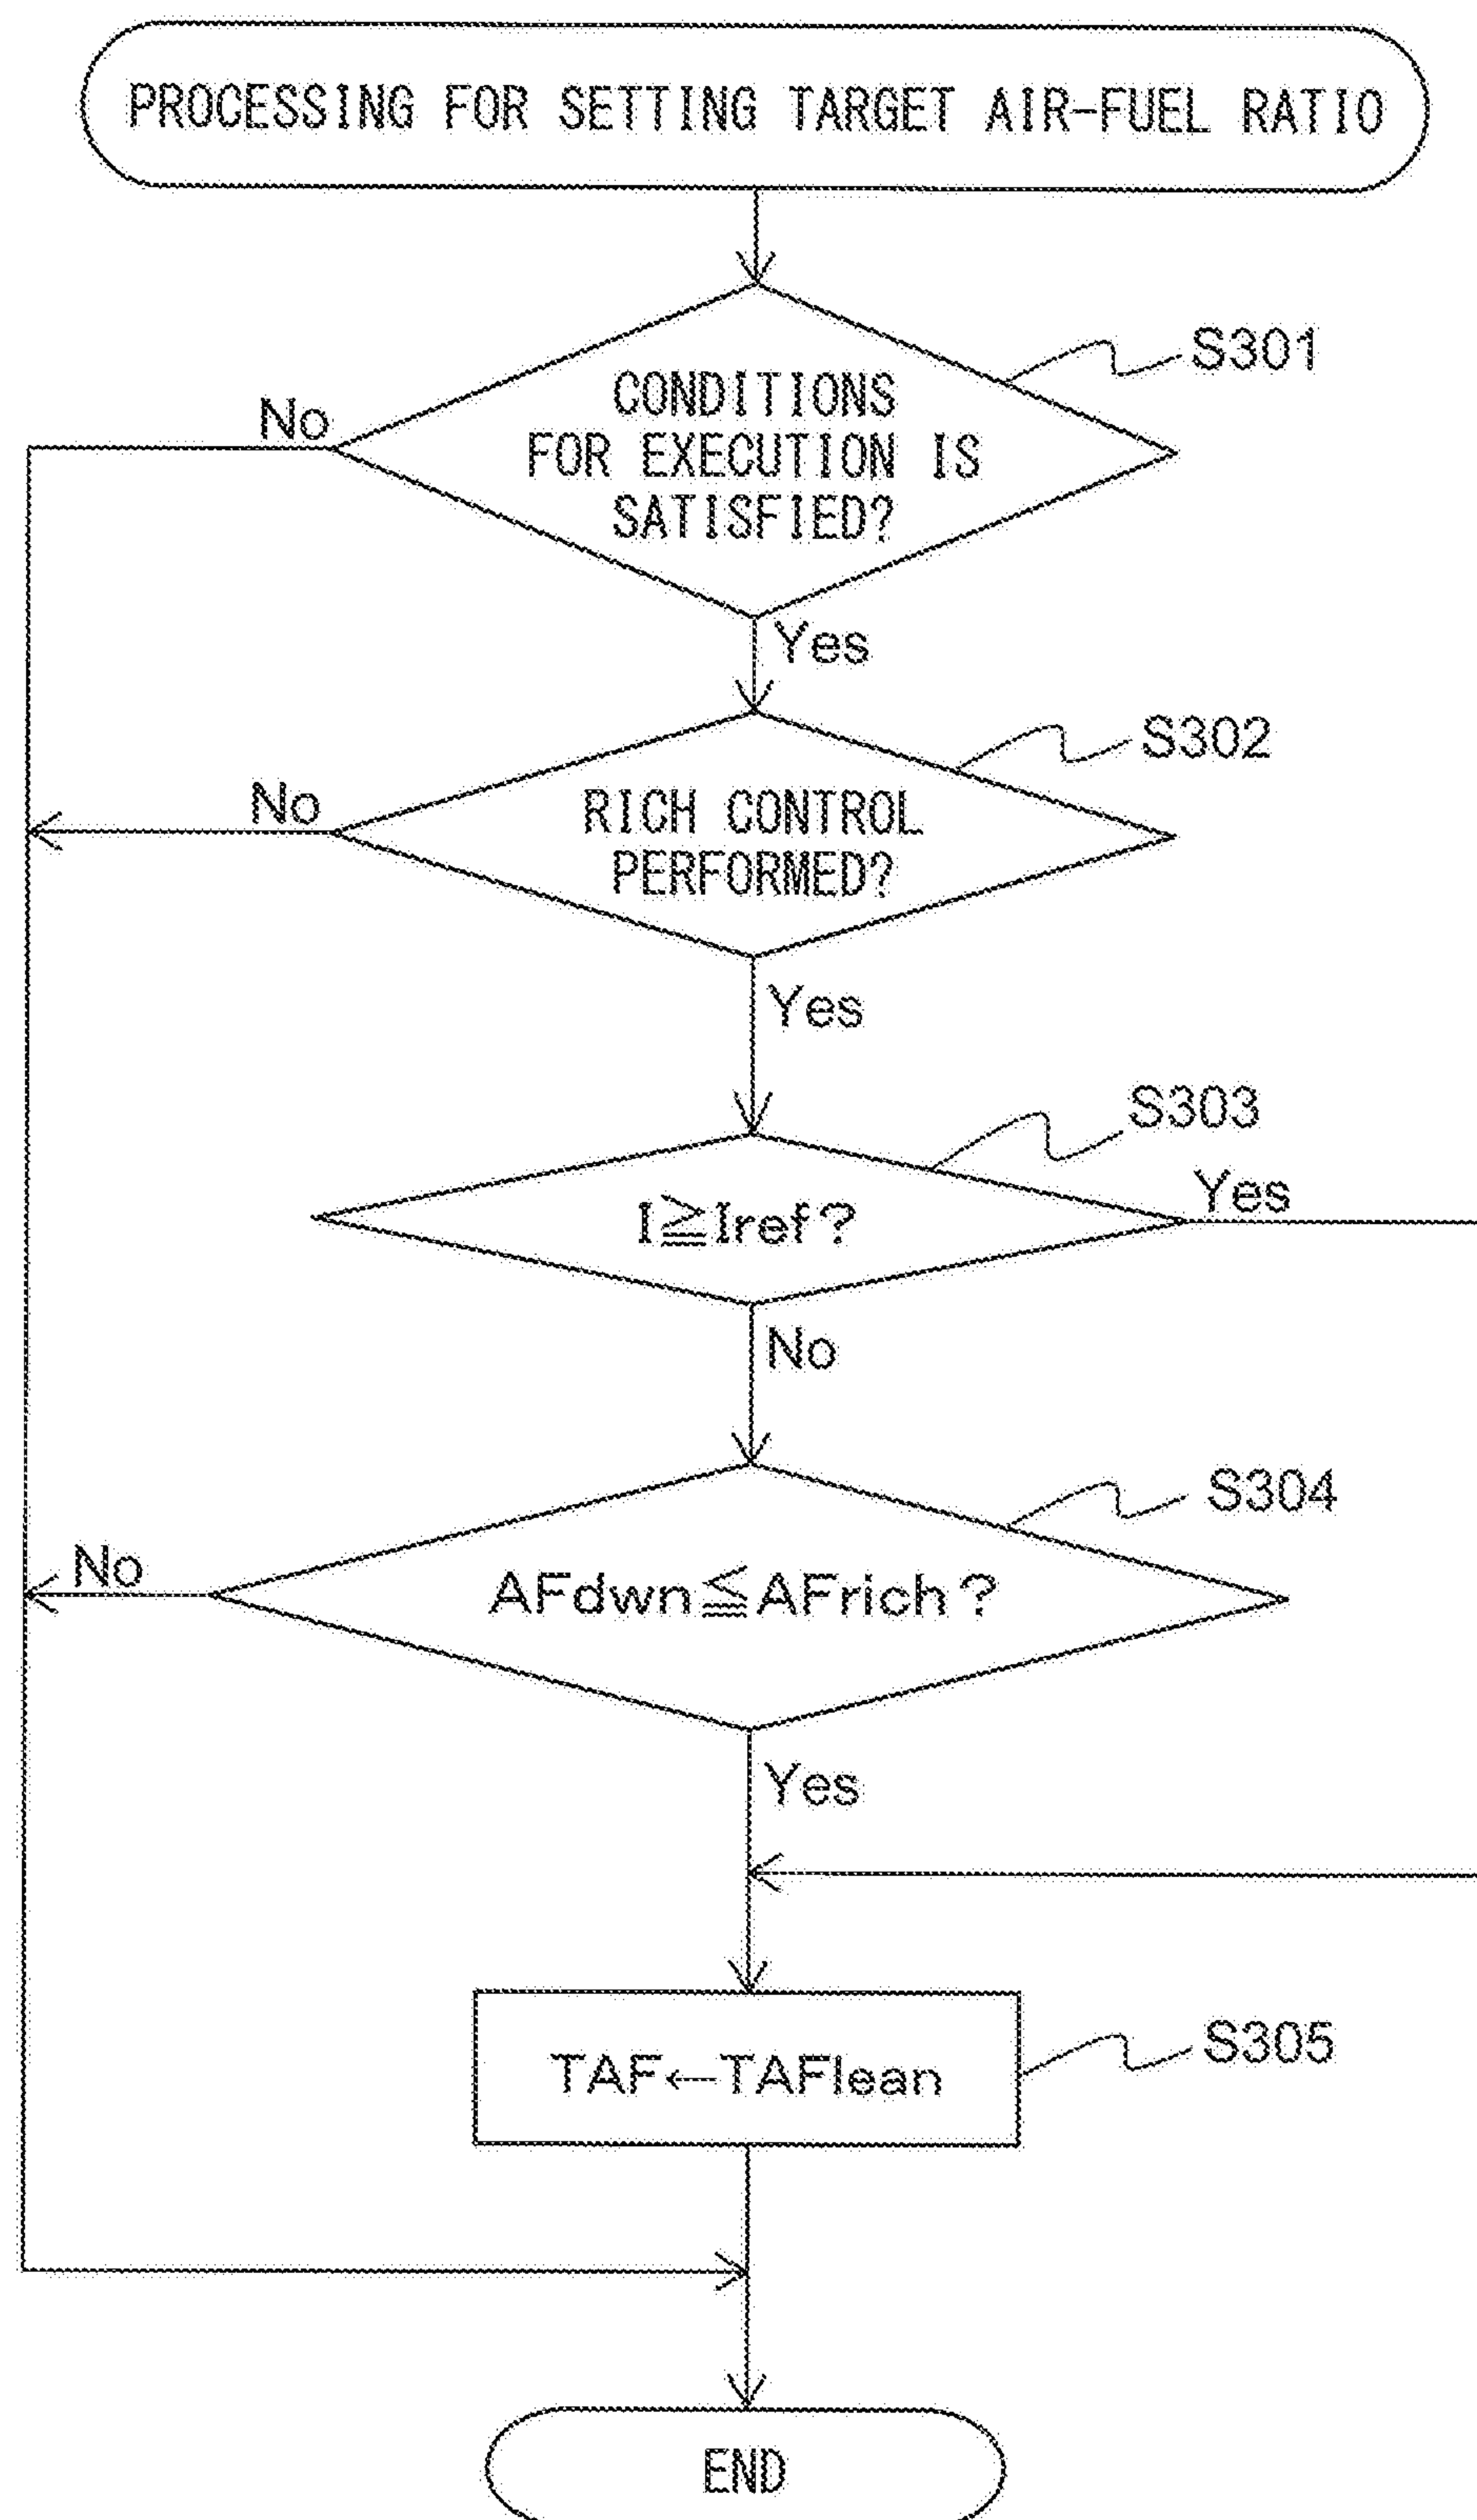 PROCESSING FOR SETTING TARGET AIR-FUEL RATIO
S301
CONDITIONS
FOR EXECUTION IS
SATISFIED?
No
Yes
S302
RICH CONTROL
PERFORMED?
No
Yes
S303
I≧Iref?
Yes
No
S304
AFdwn≦AFrich?
No
Yes
TAF←TAFlean
S305
END